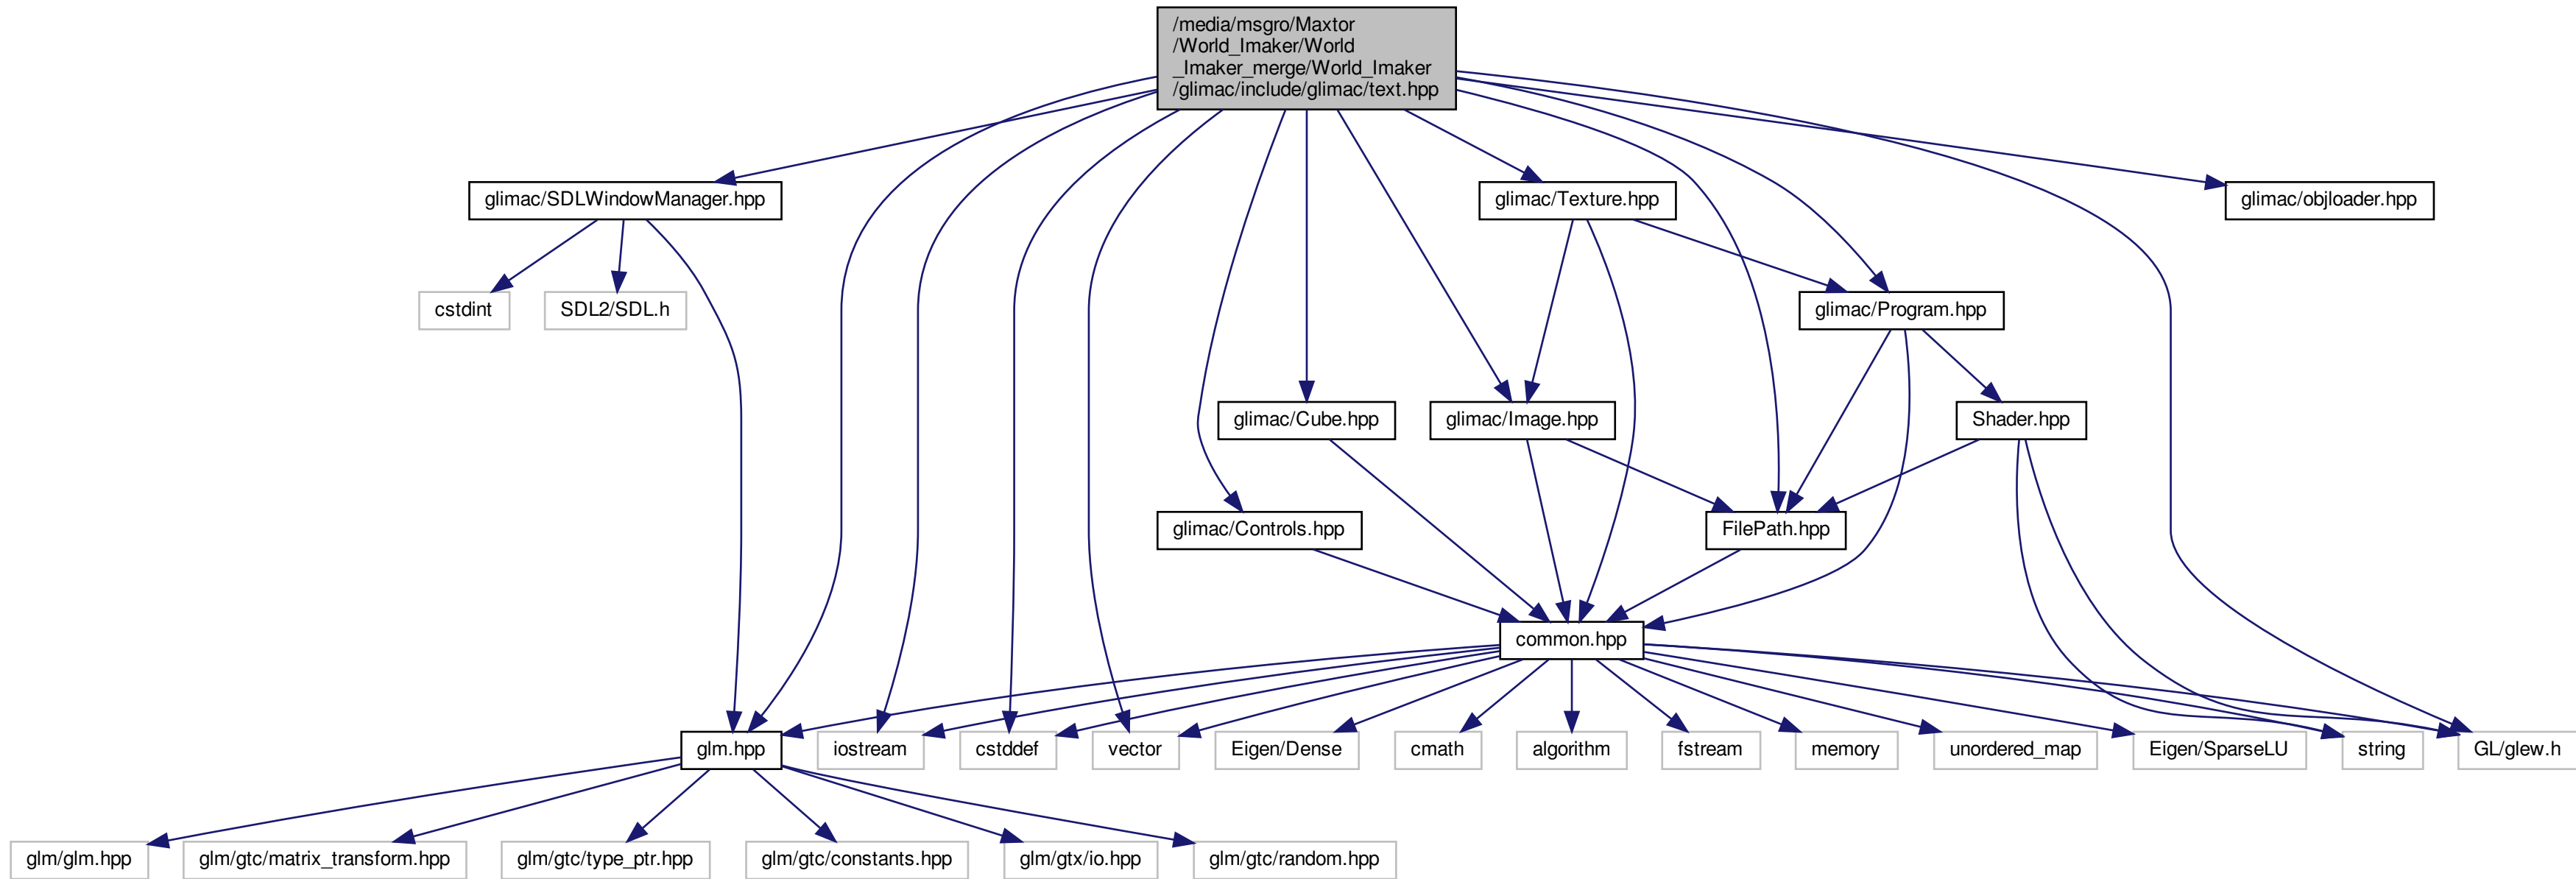 /media/msgro/Maxtor
/World_Imaker/World
_Imaker_merge/World_Imaker
/glimac/include/glimac/text.hpp
glimac/SDLWindowManager.hpp
glimac/Texture.hpp
glimac/objloader.hpp
cstdint
SDL2/SDL.h
glimac/Program.hpp
glimac/Cube.hpp
glimac/Image.hpp
Shader.hpp
glimac/Controls.hpp
FilePath.hpp
common.hpp
glm.hpp
iostream
cstddef
vector
Eigen/Dense
cmath
algorithm
fstream
memory
unordered_map
Eigen/SparseLU
string
GL/glew.h
glm/glm.hpp
glm/gtc/matrix_transform.hpp
glm/gtc/type_ptr.hpp
glm/gtc/constants.hpp
glm/gtx/io.hpp
glm/gtc/random.hpp